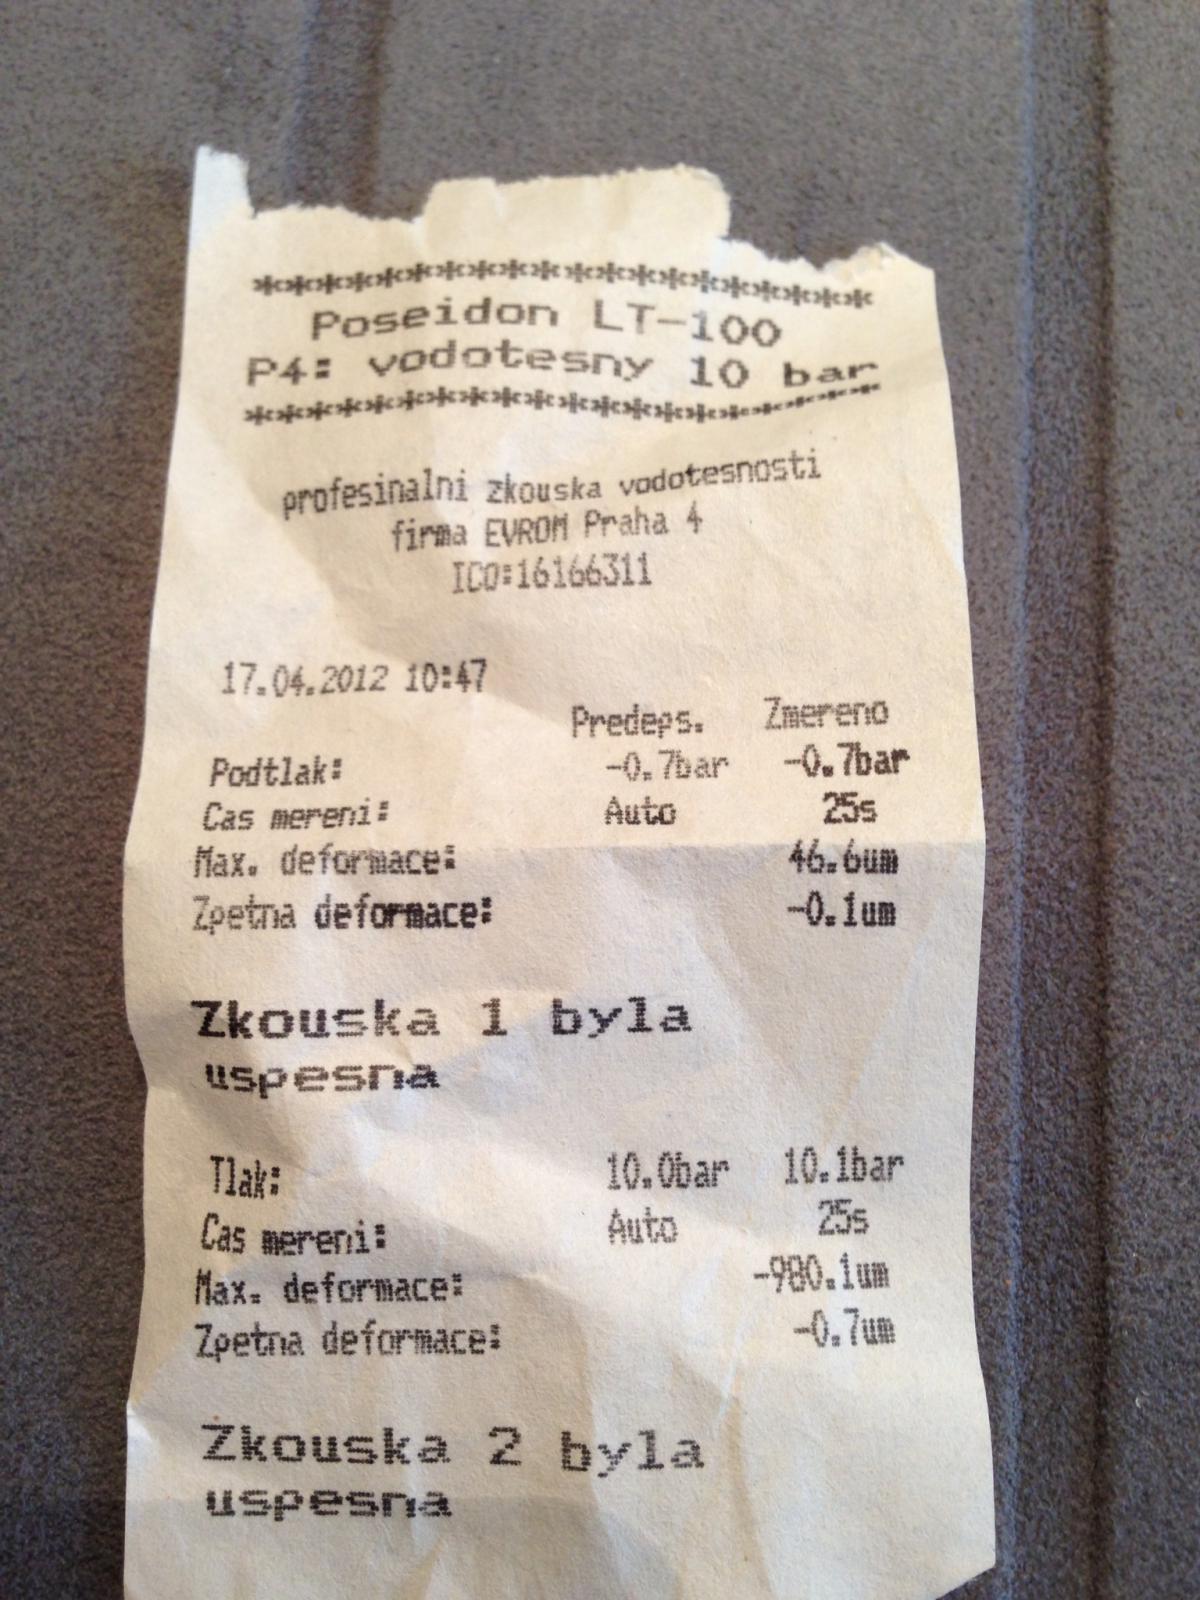 ***********************************
Poseidon LT-100
P4: vodotesny 10 bar
***********************************
profesinalni zkouska vodotesnosti
firma EVROM Praha 4
ICO:16166311
17.04.2012 10:47
Predeps. Zmereno
Podtlak: -0.7bar -0.7bar
Cas mereni: Auto 25s
Max. deformace: 46.6um
Zpetna deformace: -0.1um
Zkouska 1 byla
uspesna
Tlak: 10.0bar 10.1bar
Cas mereni: Auto 25s
Max. deformace: -980.1um
Zpetna deformace: -0.7um
Zkouska 2 byla
uspesna